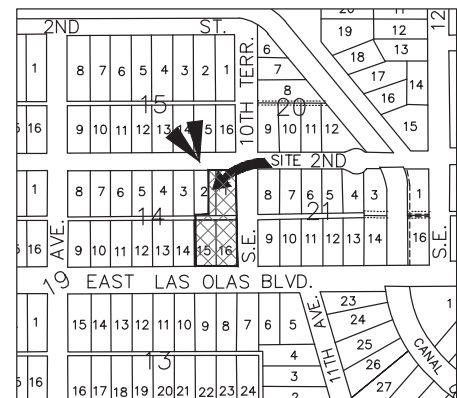 2ND ST.
20 12
19 12
18 13
17 14
16
15
12
6
7
8
20
9 10 11 12
10TH TERR.
1 8 7 6 5 4 3 2 1
15
16 9 10 11 12 13 14 15 16
SITE 2ND
1 8 7 6 5 4 3 2 1 8 7 6 5 4 3 1
14 21
16 9 10 11 12 13 14 15 16 9 10 11 12 13 14 16
AVE. S.E. S.E.
19 EAST LAS OLAS BLVD.
1 15 14 13 12 11 10 9 8 7 6 5
13
16 16 17 18 19 20 21 22 23 24
4
3
2
11TH AVE.
23
24
25
26
27
1
CANAL